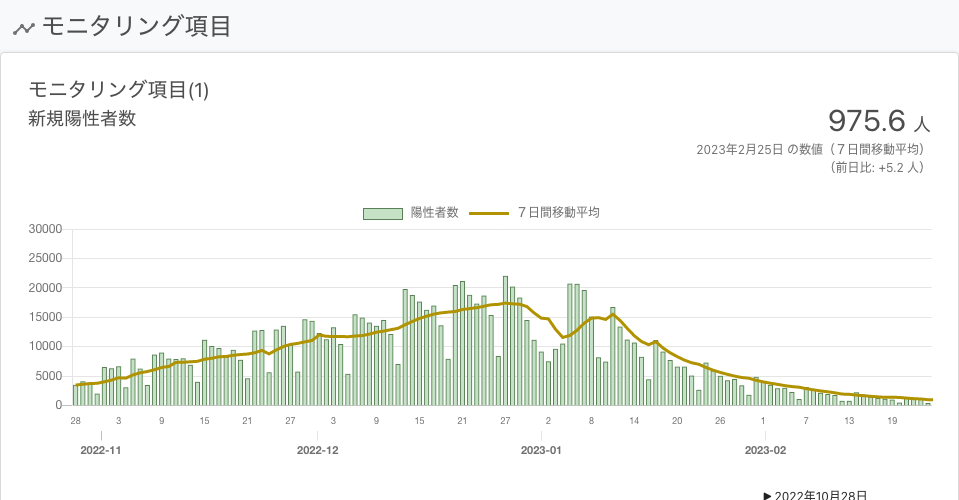 モニタリング項目
モニタリング項目(1)
新規陽性者数
975.6 人
2023年2月25日 の数値（７日間移動平均）
（前日比: +5.2 人）
陽性者数 ７日間移動平均
30000
25000
20000
15000
10000
5000
0
28 3 9 15 21 27 3 9 15 21 27 2 8 14 20 26 1 7 13 19
2022-11 2022-12 2023-01 2023-02
▶ 2022年10月28日